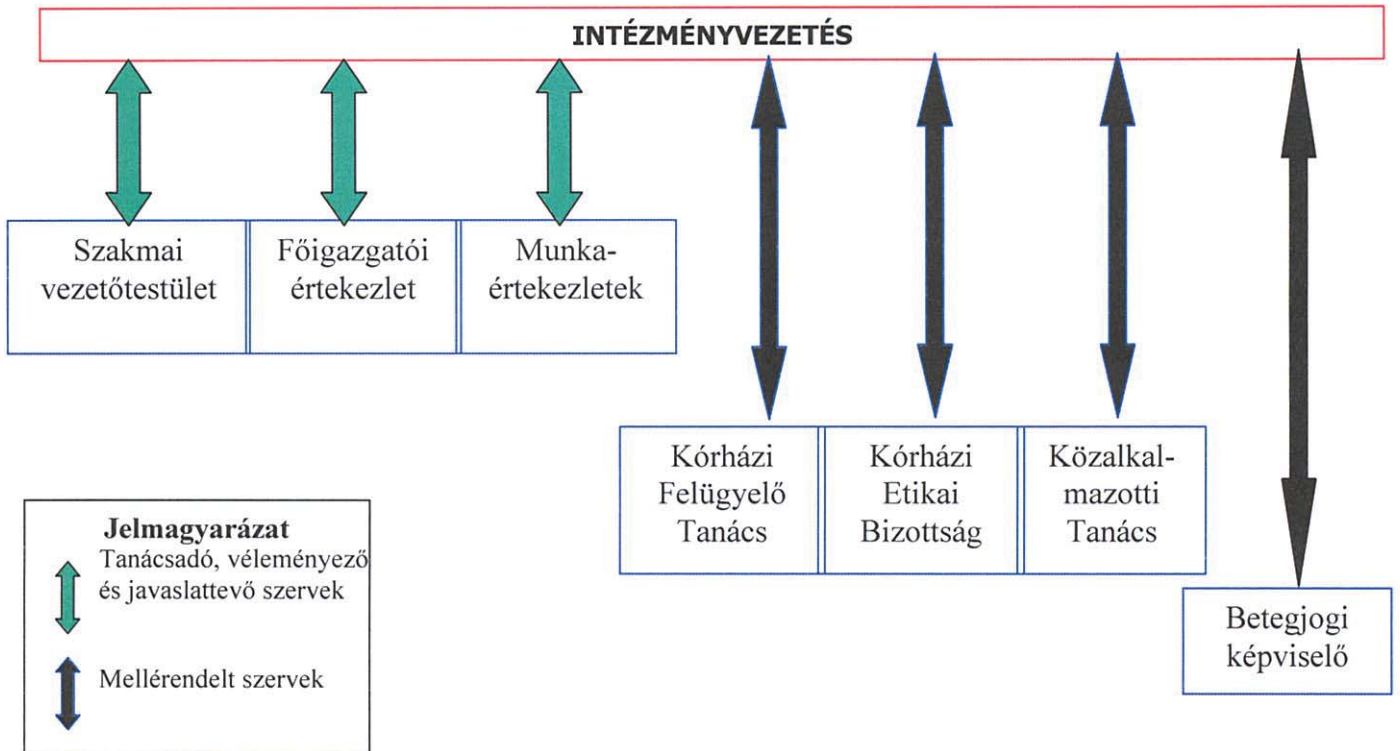 INTÉZMÉNYVEZETÉS
Szakmai
vezetőtestület
Főigazgatói
értekezlet
Munka-
értekezletek
Kórházi
Felügyelő
Tanács
Kórházi
Etikai
Bizottság
Közalkal-
mazotti
Tanács
Betegjogi
képviselő
Jelmagyarázat
Tanácsadó, véleményező
és javaslattevő szervek
Mellérendelt szervek